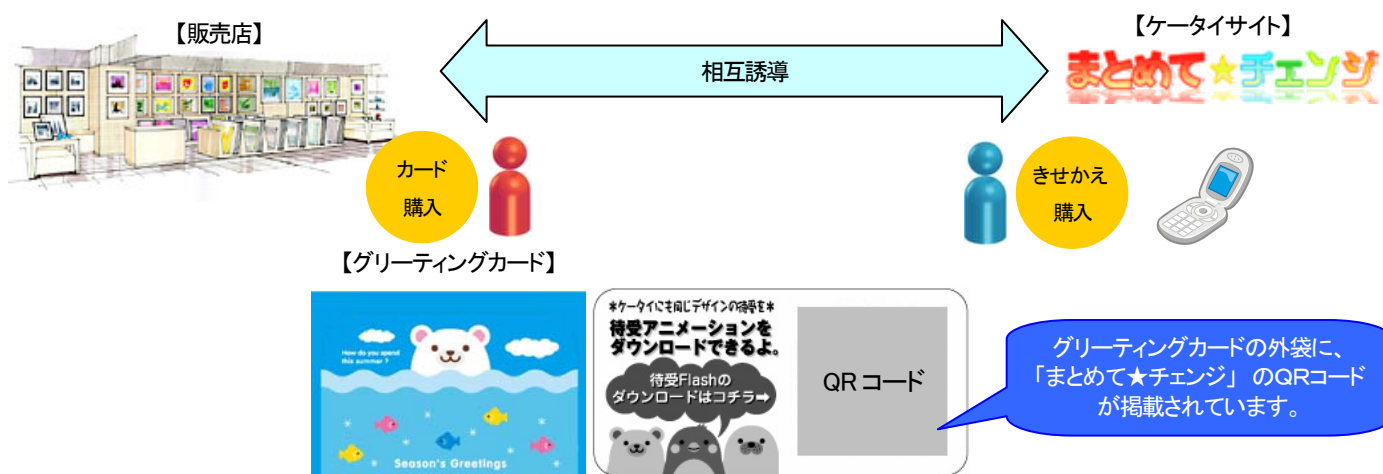 【販売店】
相互誘導
【ケータイサイト】
まとめて★チェンジ
カード
購入
きせかえ
購入
【グリーティングカード】
How do you spend
this summer ?
Season's Greetings
*ケータイにも同じデザインの待受を*
待受アニメーションを
ダウンロードできるよ。
待受Flashの
ダウンロードはコチラ➡
QRコード
グリーティングカードの外袋に、
「まとめて★チェンジ」 のQRコード
が掲載されています。